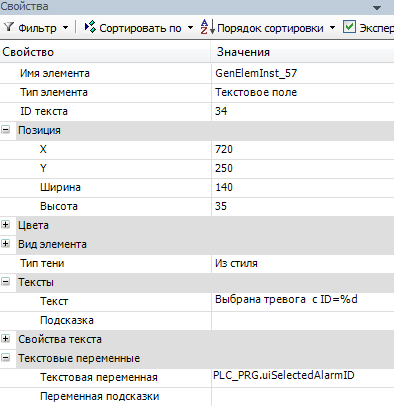 Свойства
Фильтр Сортировать по Порядок сортировки Экспер
Свойство Значения
Имя элемента GenElemInst_57
Тип элемента Текстовое поле
ID текста 34
Позиция
X 720
Y 250
Ширина 140
Высота 35
Цвета
Вид элемента
Тип тени Из стиля
Тексты
Текст Выбрана тревога с ID=%d
Подсказка
Свойства текста
Текстовые переменные
Текстовая переменная PLC_PRG.uiSelectedAlarmID
Переменная подсказки